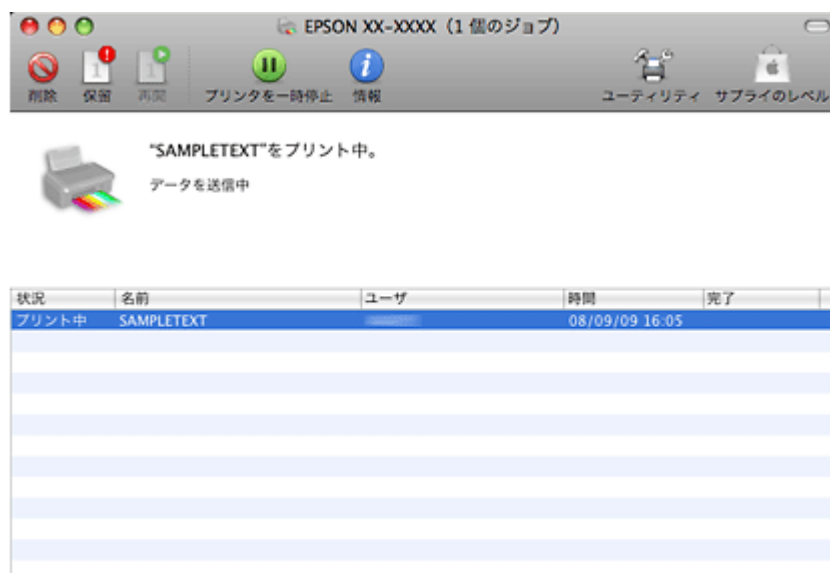 EPSON XX-XXXX（1 個のジョブ）
削除 保留 再開 プリンタを一時停止 情報 ユーティリティ サプライのレベル
"SAMPLETEXT"をプリント中。
データを送信中
状況 名前 ユーザ 時間 完了
プリント中 SAMPLETEXT 08/09/09 16:05